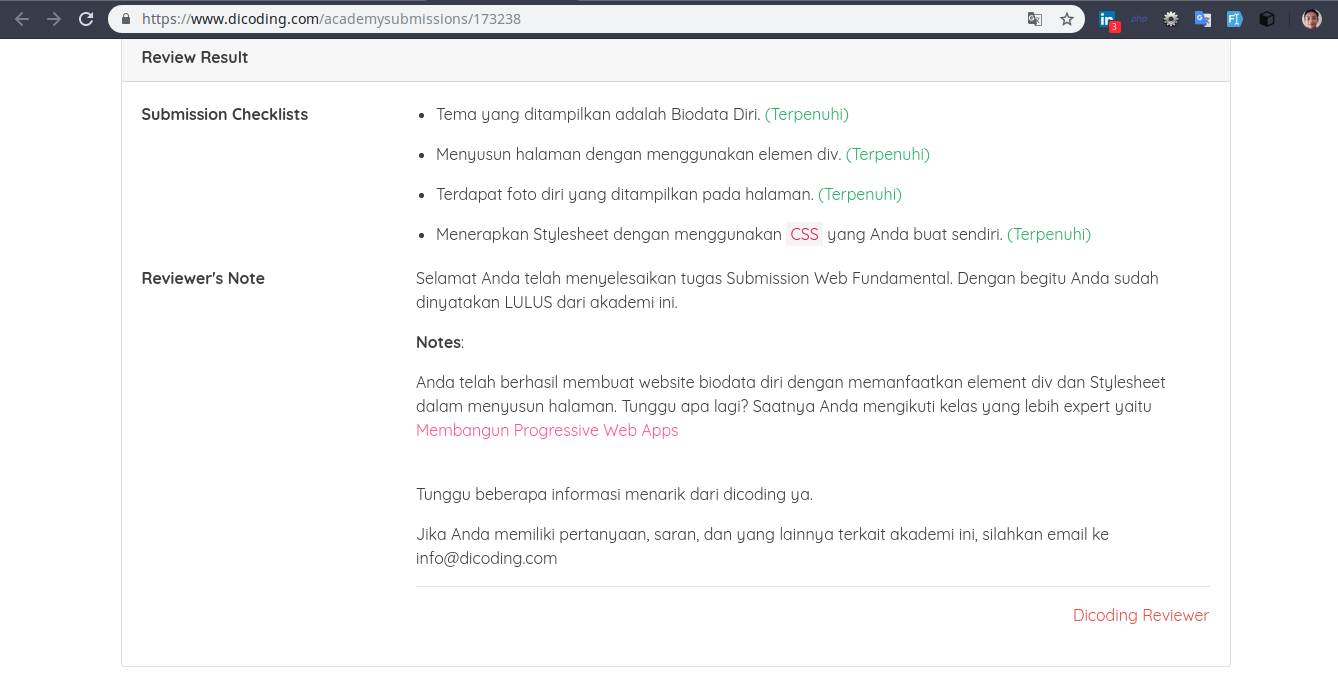 https://www.dicoding.com/academysubmissions/173238
3
php
Review Result
Submission Checklists
Tema yang ditampilkan adalah Biodata Diri. (Terpenuhi)
Menyusun halaman dengan menggunakan elemen div. (Terpenuhi)
Terdapat foto diri yang ditampilkan pada halaman. (Terpenuhi)
Menerapkan Stylesheet dengan menggunakan CSS yang Anda buat sendiri. (Terpenuhi)
Reviewer's Note
Selamat Anda telah menyelesaikan tugas Submission Web Fundamental. Dengan begitu Anda sudah
dinyatakan LULUS dari akademi ini.
Notes:
Anda telah berhasil membuat website biodata diri dengan memanfaatkan element div dan Stylesheet
dalam menyusun halaman. Tunggu apa lagi? Saatnya Anda mengikuti kelas yang lebih expert yaitu
Membangun Progressive Web Apps
Tunggu beberapa informasi menarik dari dicoding ya.
Jika Anda memiliki pertanyaan, saran, dan yang lainnya terkait akademi ini, silahkan email ke
info@dicoding.com
Dicoding Reviewer